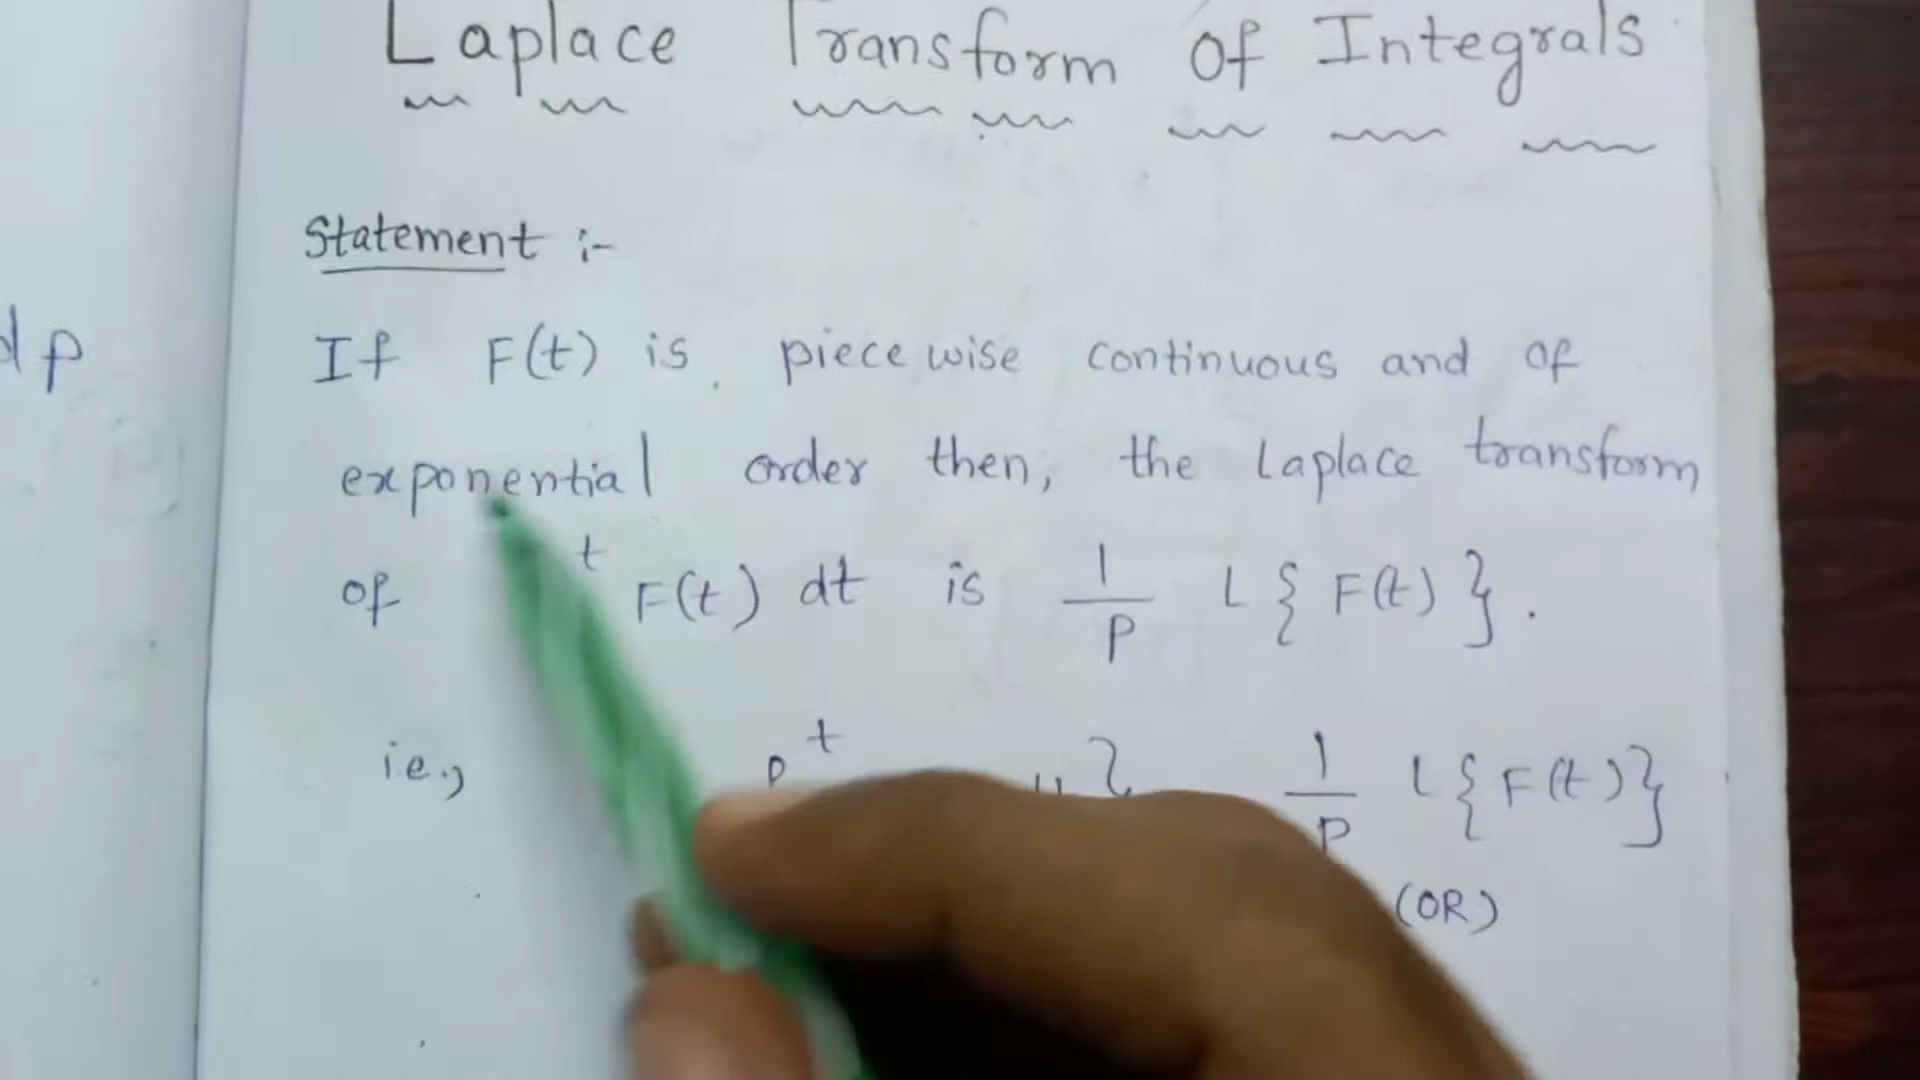 dp
Laplace Transform Of Integrals
Statement :-
If F(t) is piecewise continuous and of
exponential order then, the Laplace transform
of t F(t) dt is 1/P L{F(t)}.
i.e., t 1/P L{F(t)}
(OR)